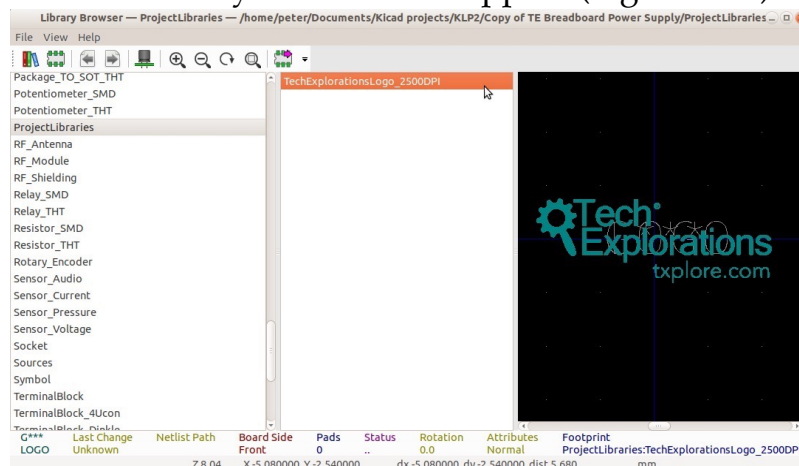 Library Browser — ProjectLibraries — /home/peter/Documents/Kicad projects/KLP2/Copy of TE Breadboard Power Supply/ProjectLibraries
File View Help
Package_TO_SOT_THT
Potentiometer_SMD
Potentiometer_THT
ProjectLibraries
RF_Antenna
RF_Module
RF_Shielding
Relay_SMD
Relay_THT
Resistor_SMD
Resistor_THT
Rotary_Encoder
Sensor_Audio
Sensor_Current
Sensor_Pressure
Sensor_Voltage
Socket
Sources
Symbol
TerminalBlock
TerminalBlock_4Ucon
TerminalBlock_Dinkle
TechExplorationsLogo_2500DPI
Tech
Explorations
txplore.com
G*** Last Change Netlist Path Board Side Pads Status Rotation Attributes Footprint
LOGO Unknown Front 0 .. 0.0 Normal ProjectLibraries:TechExplorationsLogo_2500DP
Z 8.04 X -5.080000 Y -2.540000 dx -5.080000 dy -2.540000 dist 5.680 mm